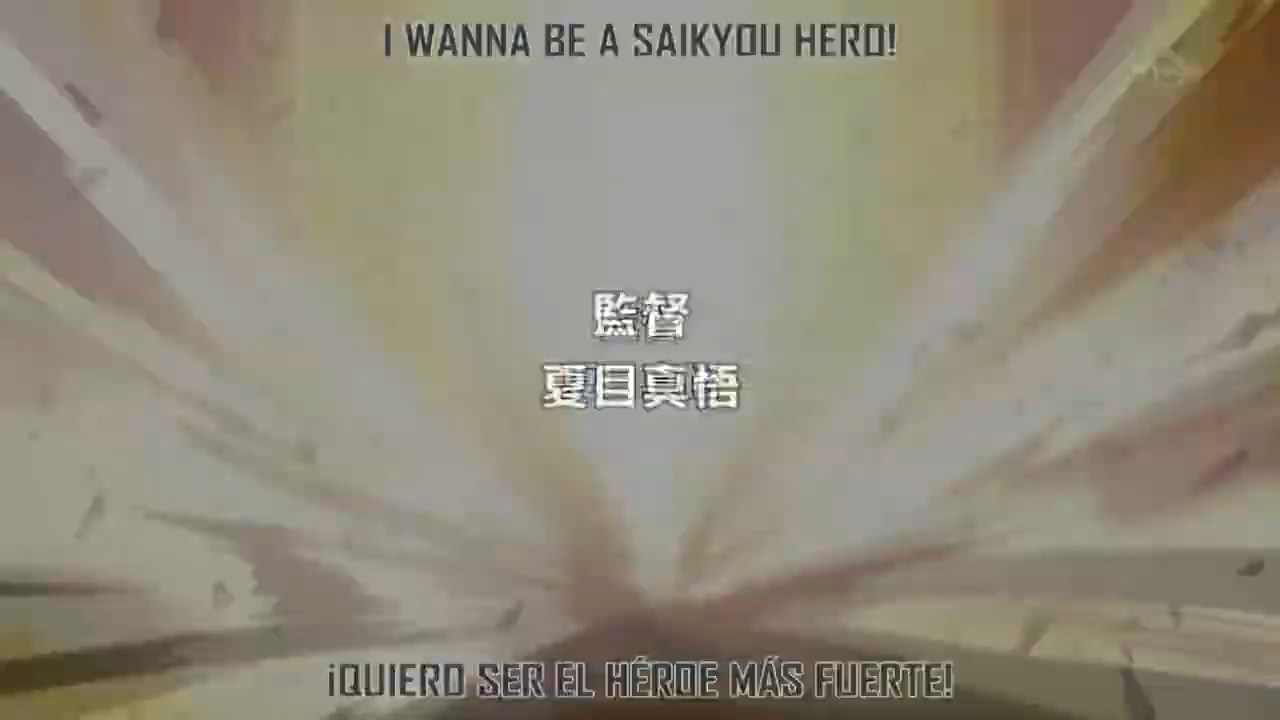 I WANNA BE A SAIKYOU HERO!
監督
夏目真悟
¡QUIERO SER EL HÉROE MÁS FUERTE!